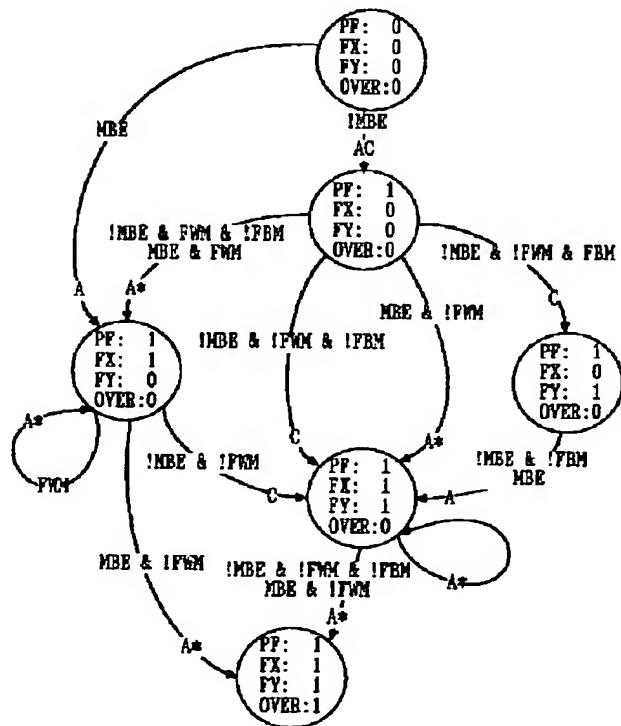 PF: 0
FX: 0
FY: 0
OVER:0
MBE
!MBE
AC
PF: 1
FX: 0
FY: 0
OVER:0
!MBE & FWM & !FBM
MBE & FWM
!MBE & !FWM & FBM
A
A*
C
!MBE & !FWM & !FBM
MBE & !FWM
PF: 1
FX: 1
FY: 0
OVER:0
PF: 1
FX: 0
FY: 1
OVER:0
A*
FWM
!MBE & !FWM
C
A*
!MBE & !FBM
MBE
C
A
PF: 1
FX: 1
FY: 1
OVER:0
MBE & !FWM
!MBE & !FWM & !FBM
MBE & !FWM
A*
A*
A*
PF: 1
FX: 1
FY: 1
OVER:1